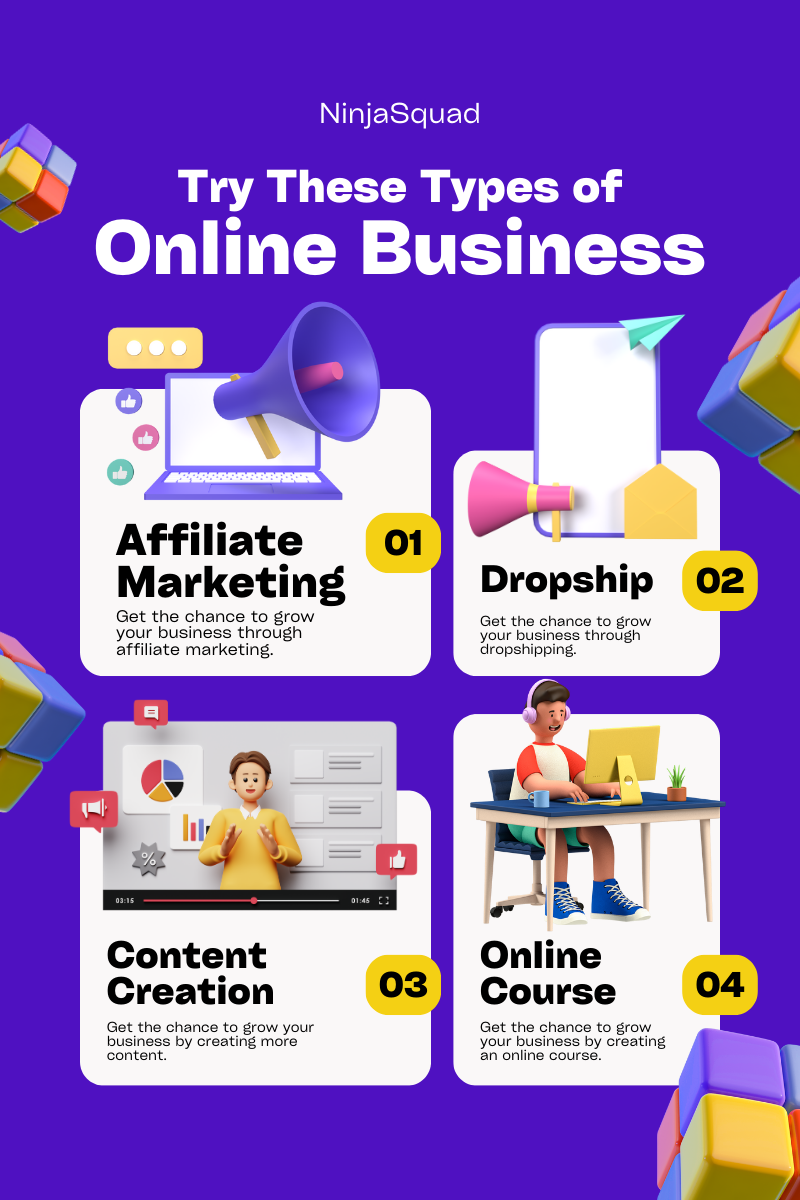 NinjaSquad
Try These Types of
Online Business
Affiliate
Marketing
01
Get the chance to grow
your business through
affiliate marketing.
Dropship
02
Get the chance to grow
your business through
dropshipping.
%
03:15
01:45
Content
Creation
03
Get the chance to grow your
business by creating more
content.
Online
Course
04
Get the chance to grow
your business by creating
an online course.